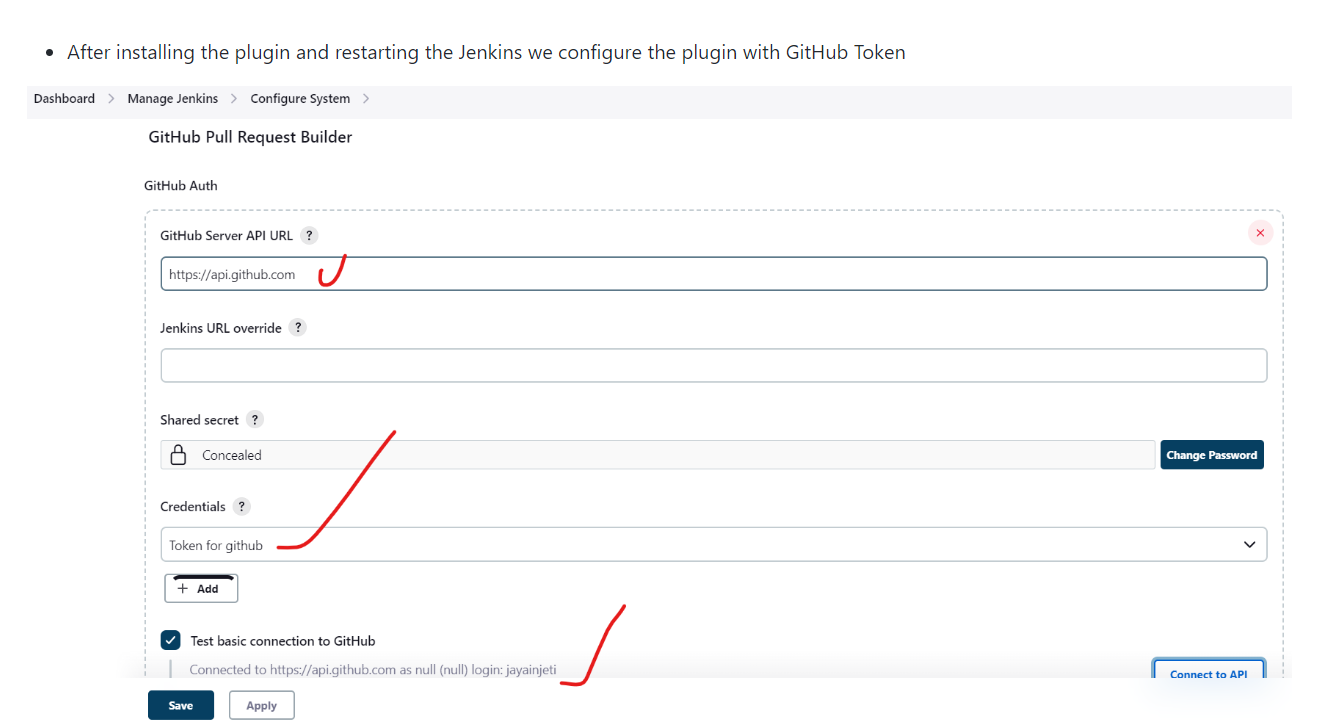 After installing the plugin and restarting the Jenkins we configure the plugin with GitHub Token
Dashboard > Manage Jenkins > Configure System >
GitHub Pull Request Builder
GitHub Auth
GitHub Server API URL ?
https://api.github.com
Jenkins URL override ?
Shared secret ?
Concealed
Change Password
Credentials ?
Token for github
+ Add
Test basic connection to GitHub
Connected to https://api.github.com as null (null) login: jayainjeti
Connect to API
Save Apply